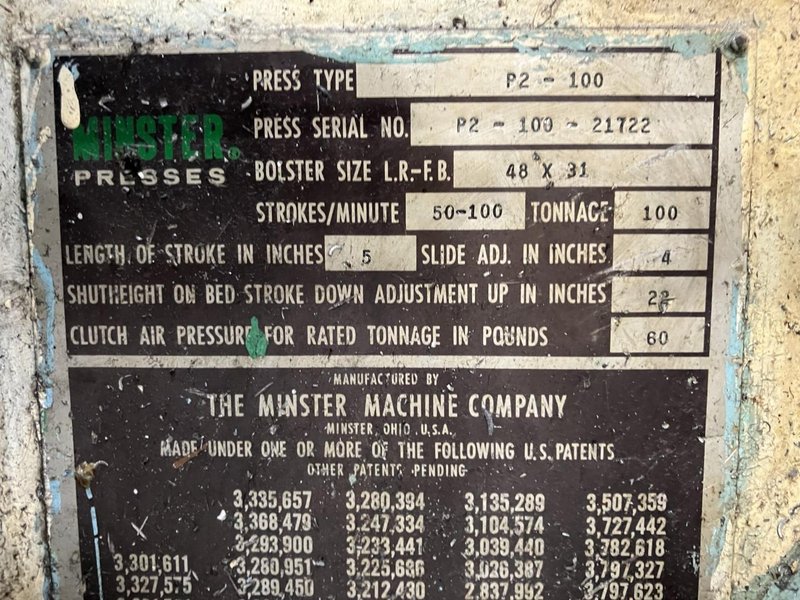 PRESS TYPE P2 - 100
MINSTER. PRESS SERIAL NO. P2 - 100 - 21722
PRESSES BOLSTER SIZE L.R-F.B. 48 X 31
STROKES/MINUTE 50-100 TONNAGE 100
LENGTH OF STROKE IN INCHES 5 SLIDE ADJ. IN INCHES 4
SHUTHEIGHT ON BED STROKE DOWN ADJUSTMENT UP IN INCHES 22
CLUTCH AIR PRESSURE FOR RATED TONNAGE IN POUNDS 60
MANUFACTURED BY
THE MINSTER MACHINE COMPANY
MINSTER, OHIO, U.S.A.
MADE UNDER ONE OR MORE OF THE FOLLOWING U.S. PATENTS
OTHER PATENTS PENDING
3,335,657 3,280,394 3,135,289 3,507,359
3,368,479 3,247,334 3,104,574 3,727,442
3,293,900 3,233,441 3,039,440 3,782,618
3,301,611 3,280,951 3,225,686 3,026,387 3,797,327
3,327,575 3,289,450 3,212,430 2,837,992 3,797,623